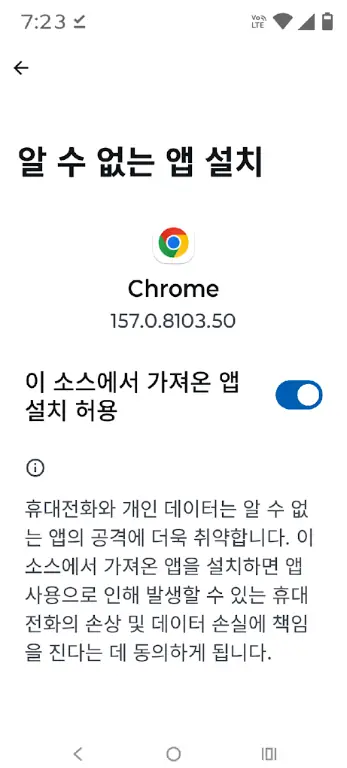 7:23
Vo)) LTE
알 수 없는 앱 설치
Chrome
157.0.8103.50
이 소스에서 가져온 앱
설치 허용
휴대전화와 개인 데이터는 알 수 없
는 앱의 공격에 더욱 취약합니다. 이
소스에서 가져온 앱을 설치하면 앱
사용으로 인해 발생할 수 있는 휴대
전화의 손상 및 데이터 손실에 책임
을 진다는 데 동의하게 됩니다.